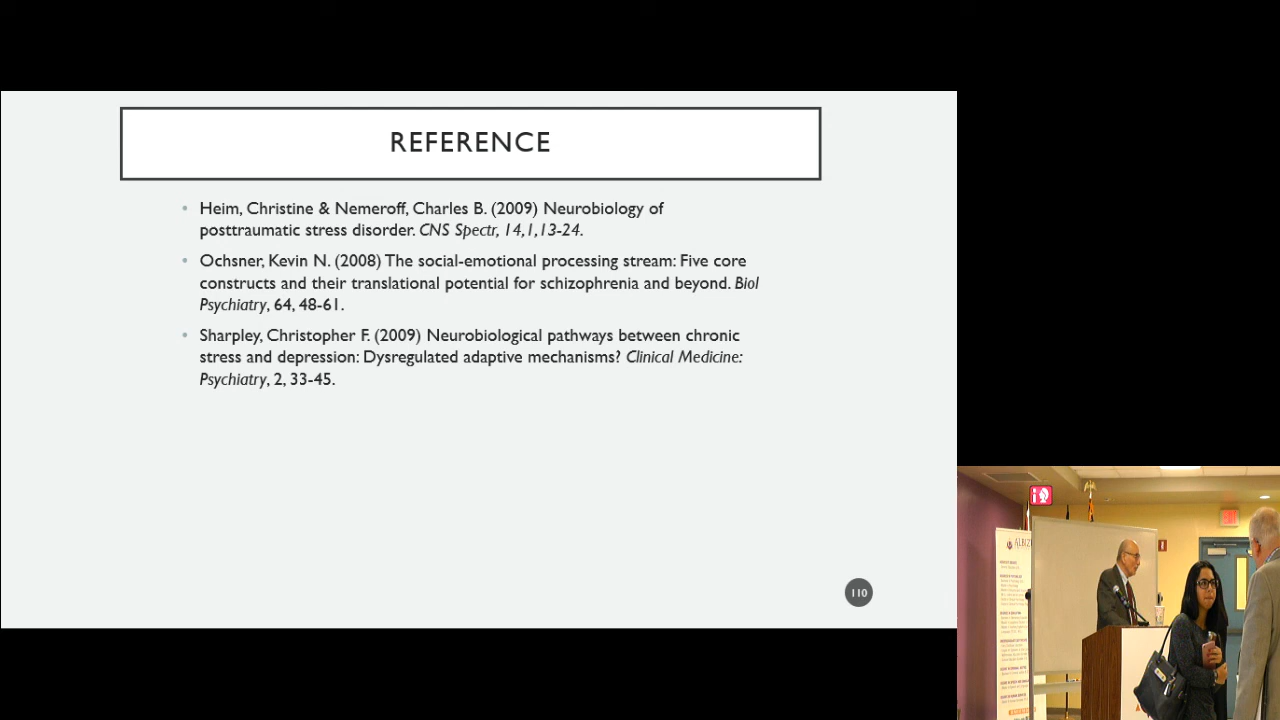 REFERENCE
• Heim, Christine & Nemeroff, Charles B. (2009) Neurobiology of
posttraumatic stress disorder. CNS Spectr, 14,1,13-24.
• Ochsner, Kevin N. (2008) The social-emotional processing stream: Five core
constructs and their translational potential for schizophrenia and beyond. Biol
Psychiatry, 64, 48-61.
• Sharpley, Christopher F. (2009) Neurobiological pathways between chronic
stress and depression: Dysregulated adaptive mechanisms? Clinical Medicine:
Psychiatry, 2, 33-45.
110